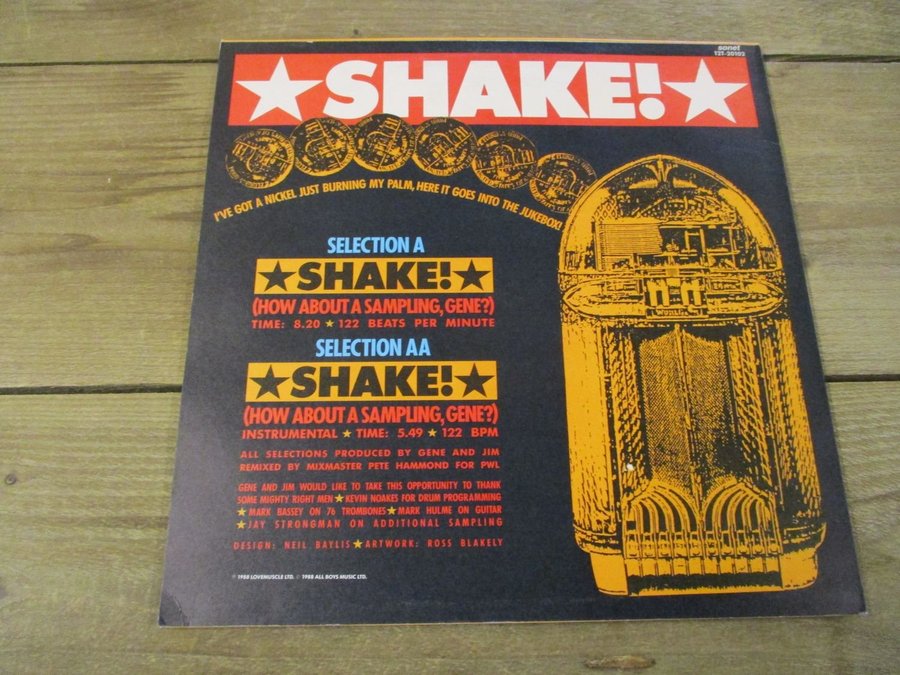 sonet
12T-20102
★SHAKE!★
I'VE GOT A NICKEL JUST BURNING MY PALM, HERE IT GOES INTO THE JUKEBOX!
SELECTION A
★SHAKE!★
(HOW ABOUT A SAMPLING, GENE?)
TIME: 8.20 ★ 122 BEATS PER MINUTE
SELECTION AA
★SHAKE!★
(HOW ABOUT A SAMPLING, GENE?)
INSTRUMENTAL ★ TIME: 5.49 ★ 122 BPM
ALL SELECTIONS PRODUCED BY GENE AND JIM
REMIXED BY MIXMASTER PETE HAMMOND FOR PWL
GENE AND JIM WOULD LIKE TO TAKE THIS OPPORTUNITY TO THANK
SOME MIGHTY RIGHT MEN★KEVIN NOAKES FOR DRUM PROGRAMMING
★MARK BASSEY ON 76 TROMBONES★MARK HULME ON GUITAR
★JAY STRONGMAN ON ADDITIONAL SAMPLING
DESIGN: NEIL BAYLIS★ARTWORK: ROSS BLAKELY
℗ 1988 LOVEMUSCLE LTD. © 1988 ALL BOYS MUSIC LTD.